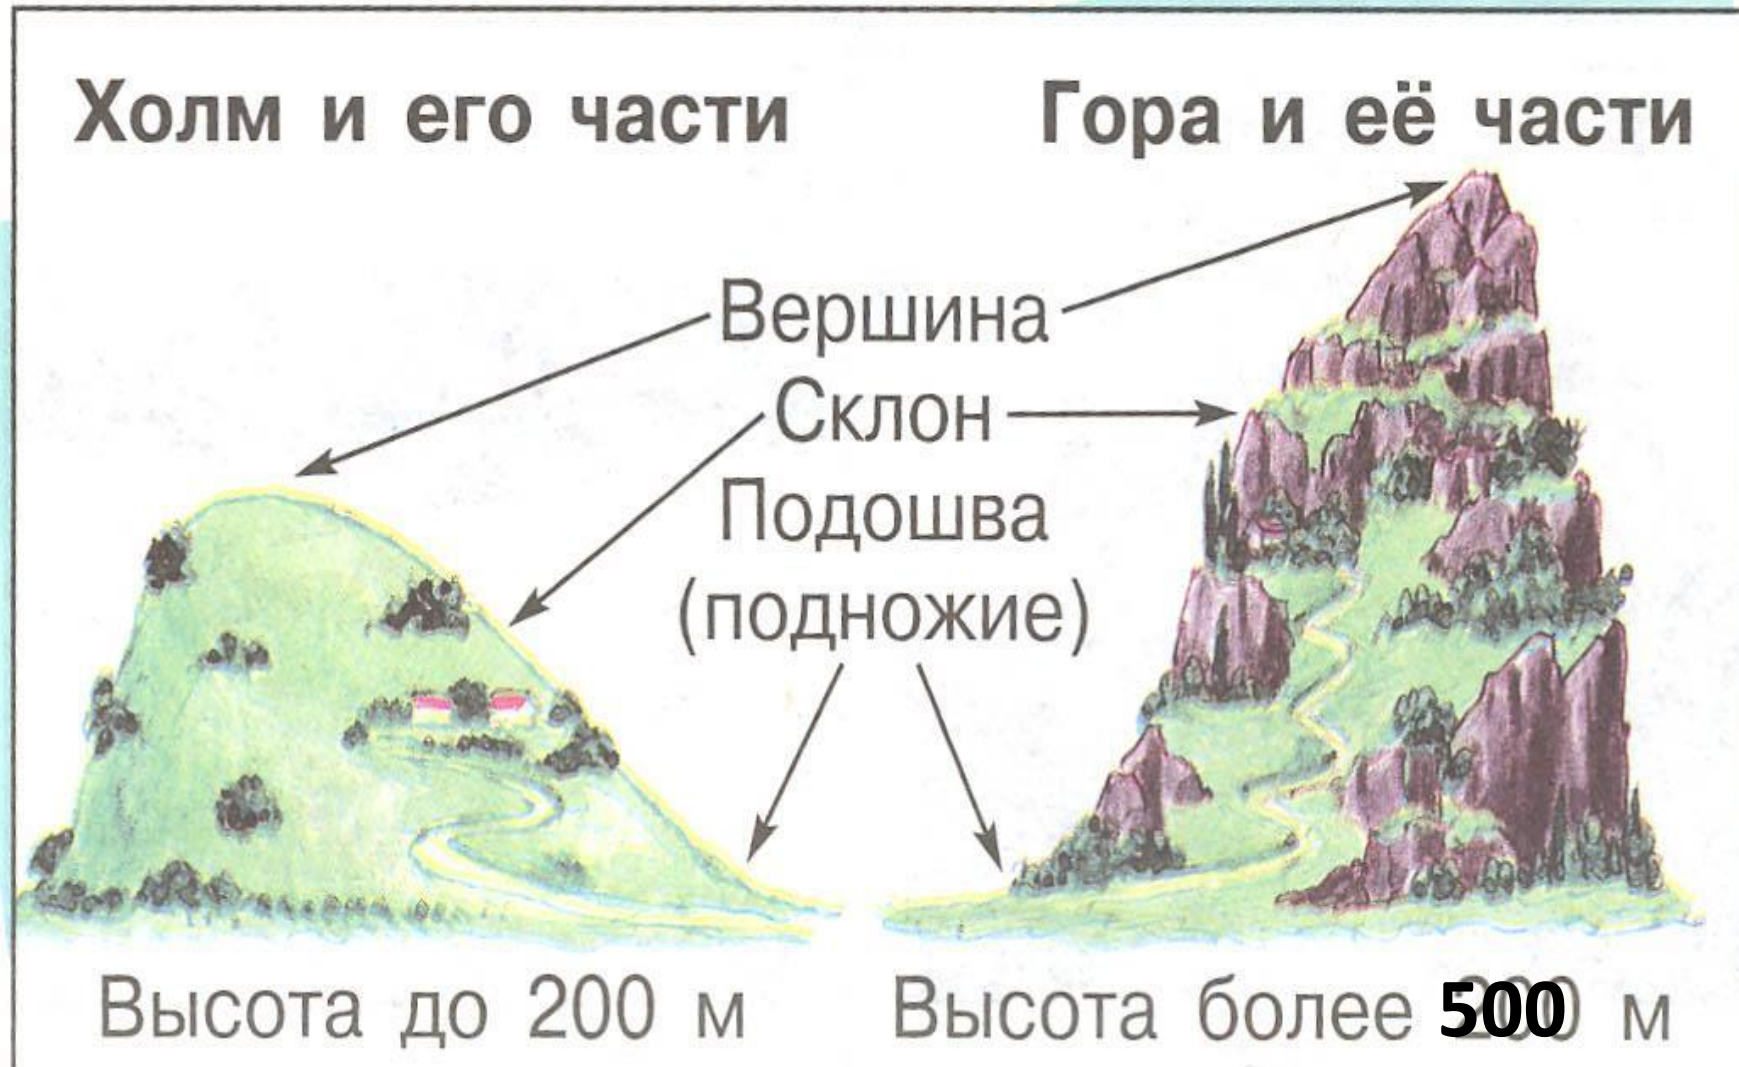 Холм и его части
Гора и её части
Вершина
Склон
Подошва
(подножие)
Высота до 200 м
Высота более 500 м